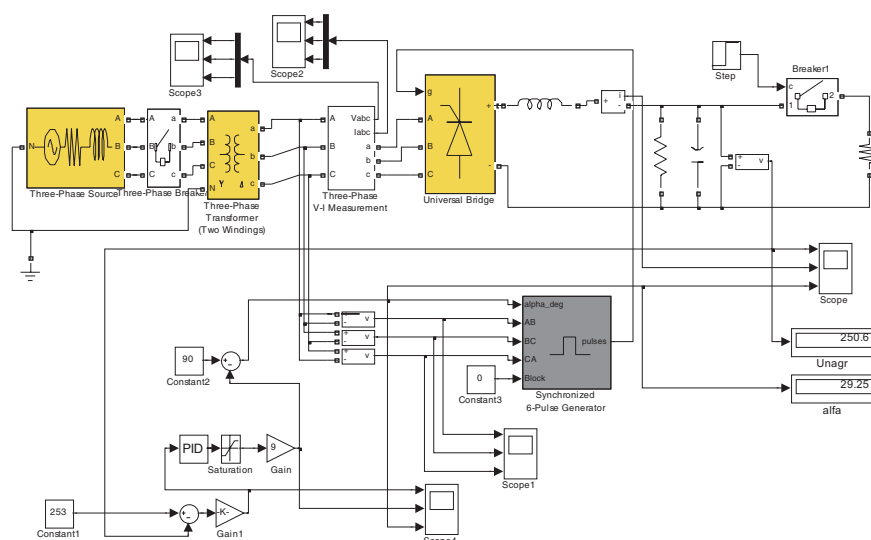 Scope3
Scope2
Step
Breaker1
c
1
2
g
A
B
C
+
-
Universal Bridge
+
-
i
N
A
B
C
Three-Phase Source
A
B
C
a
b
c
Three-Phase Breaker
A
B
C
N
a
b
c
Three-Phase
Transformer
(Two Windings)
A
B
C
Vabc
Iabc
a
b
c
Three-Phase
V-I Measurement
+
-
v
Scope
+
-
v
+
-
v
+
-
v
alpha_deg
AB
BC
CA
Block
pulses
Synchronized
6-Pulse Generator
90
Constant2
+
-
0
Constant3
250.6
Unagr
29.25
alfa
PID
Saturation
9
Gain
Scope1
253
Constant1
+
-
-K-
Gain1